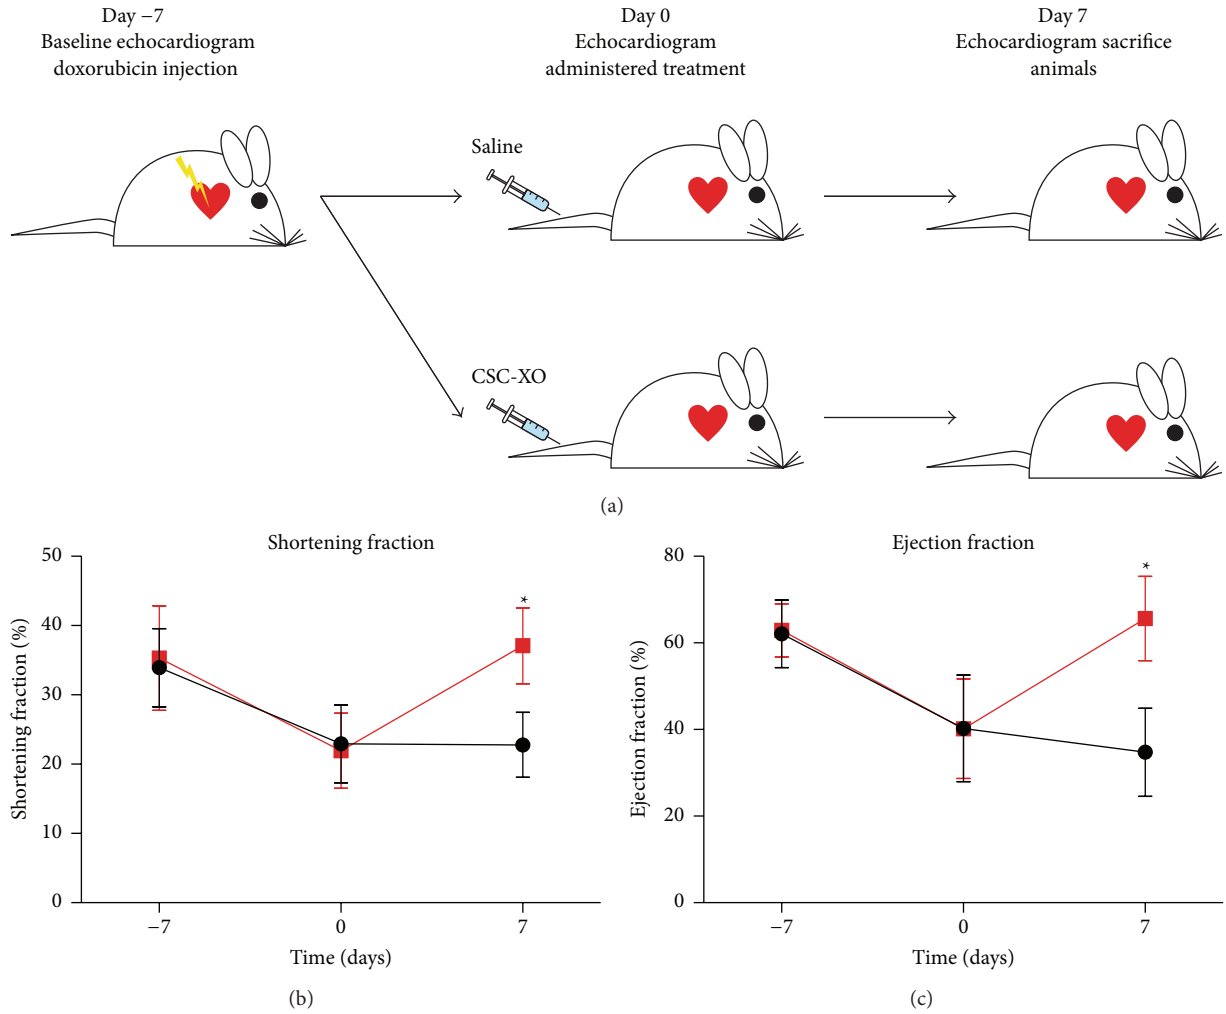 Day −7
Baseline echocardiogram
doxorubicin injection
Day 0
Echocardiogram
administered treatment
Day 7
Echocardiogram sacrifice
animals
Saline
CSC-XO
(a)
Shortening fraction
50
40
30
20
10
0
Shortening fraction (%)
*
−7
0
7
Time (days)
(b)
Ejection fraction
80
60
40
20
0
Ejection fraction (%)
*
−7
0
7
Time (days)
(c)